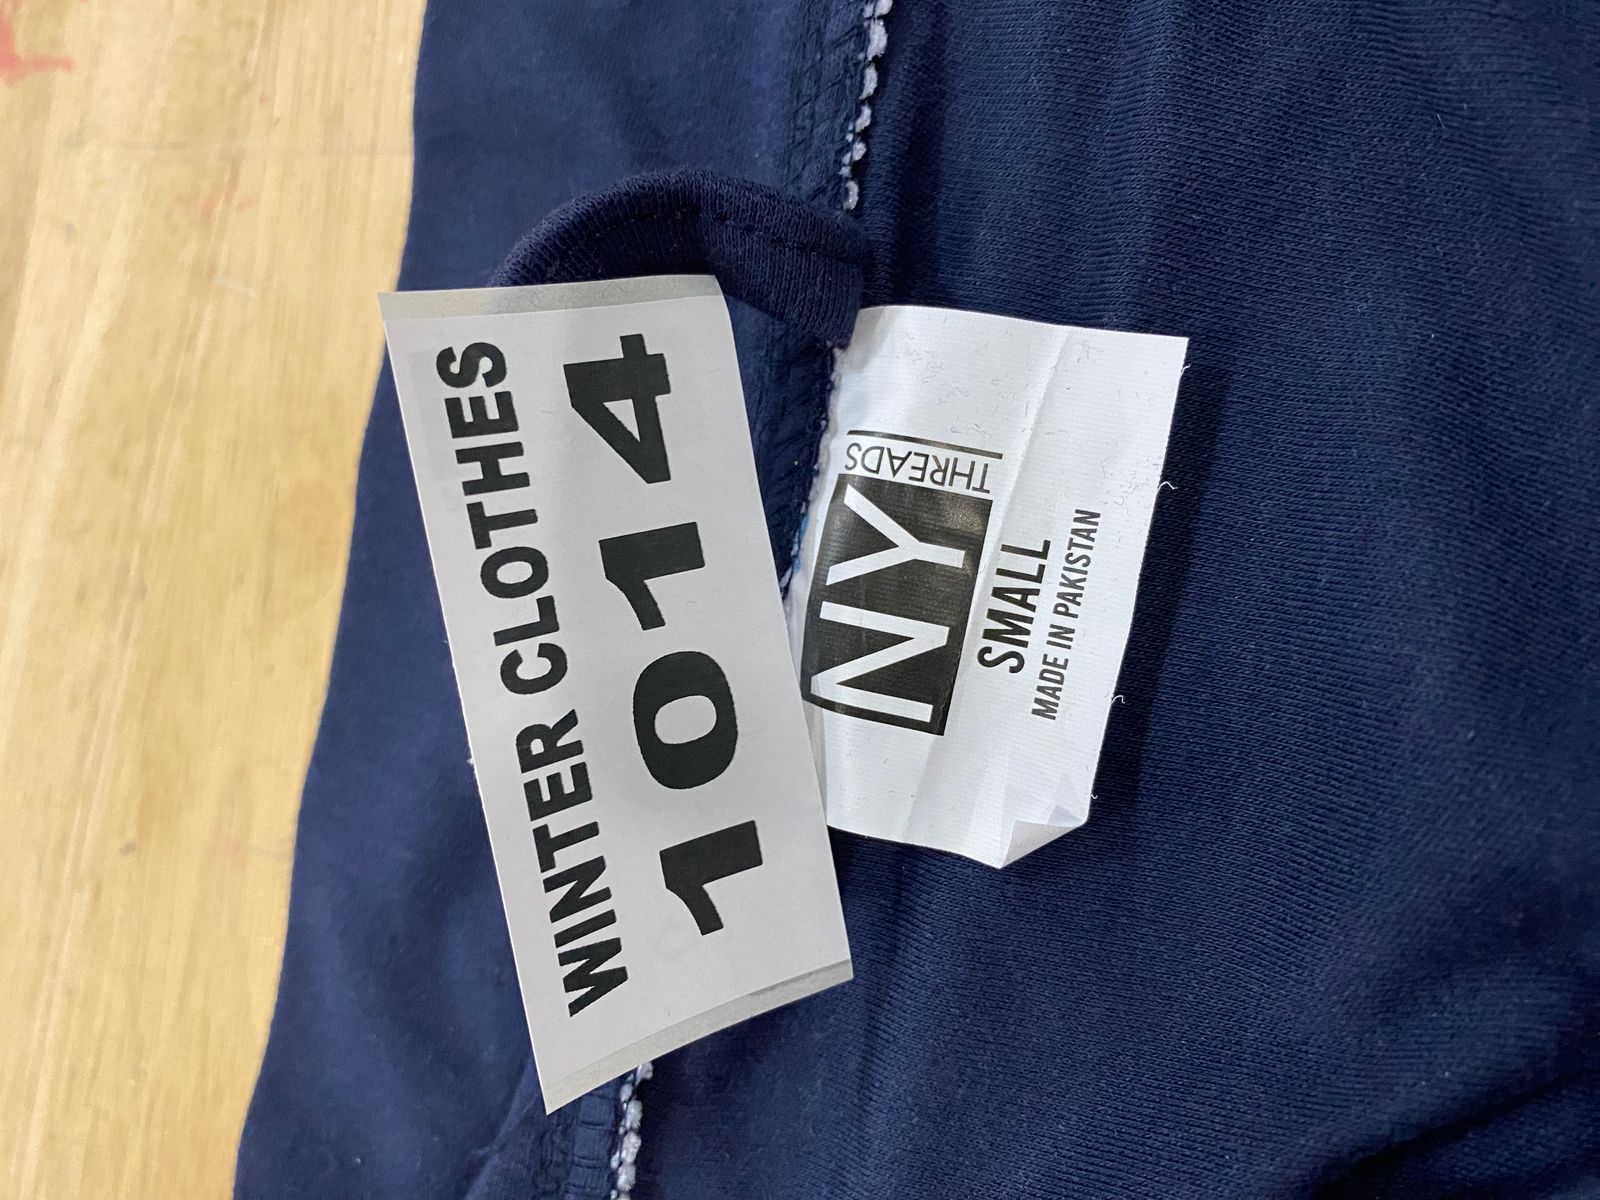 WINTER CLOTHES
1014
NY
THREADS
SMALL
MADE IN PAKISTAN